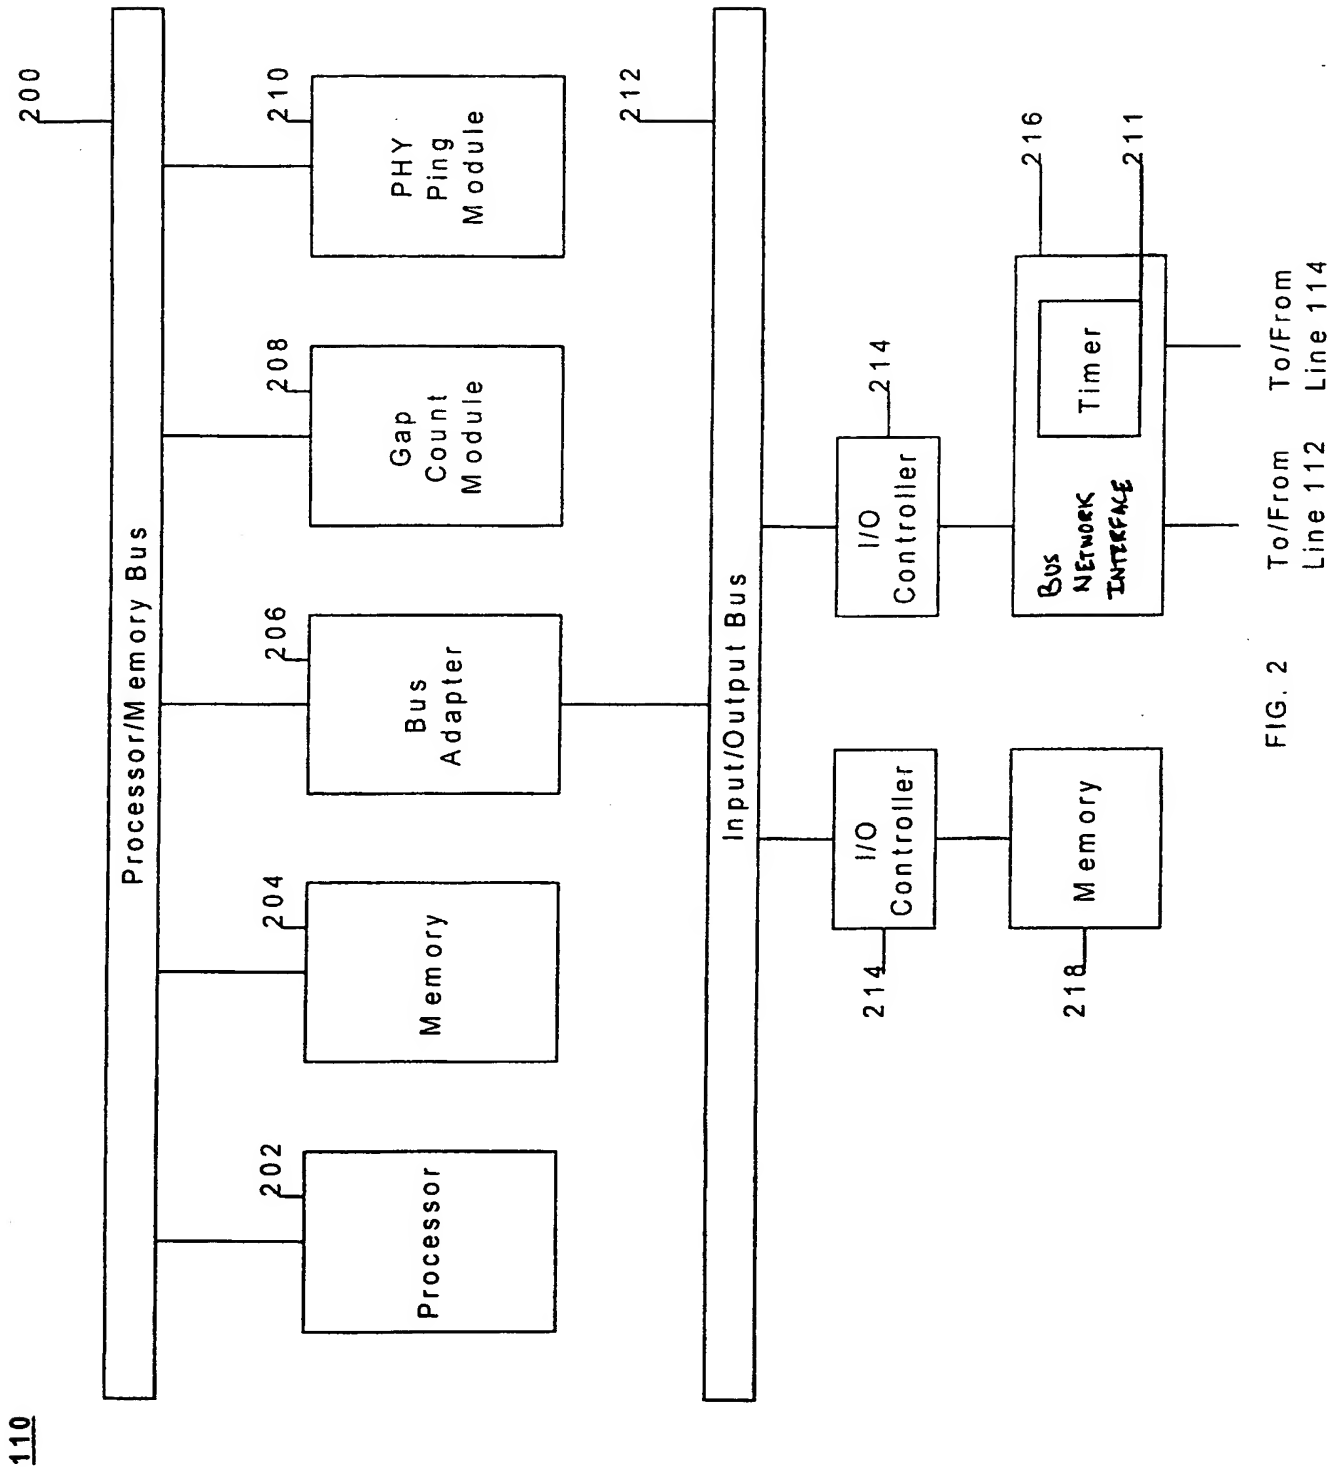 110
200
Processor/Memory Bus
202
204
206
208
210
Processor
Memory
Bus
Adapter
Gap
Count
Module
PHY
Ping
Module
212
Input/Output Bus
214
I/O
Controller
I/O
Controller
214
218
Memory
216
BUS
NETWORK
INTERFACE
Timer
211
To/From
Line 112
To/From
Line 114
FIG. 2